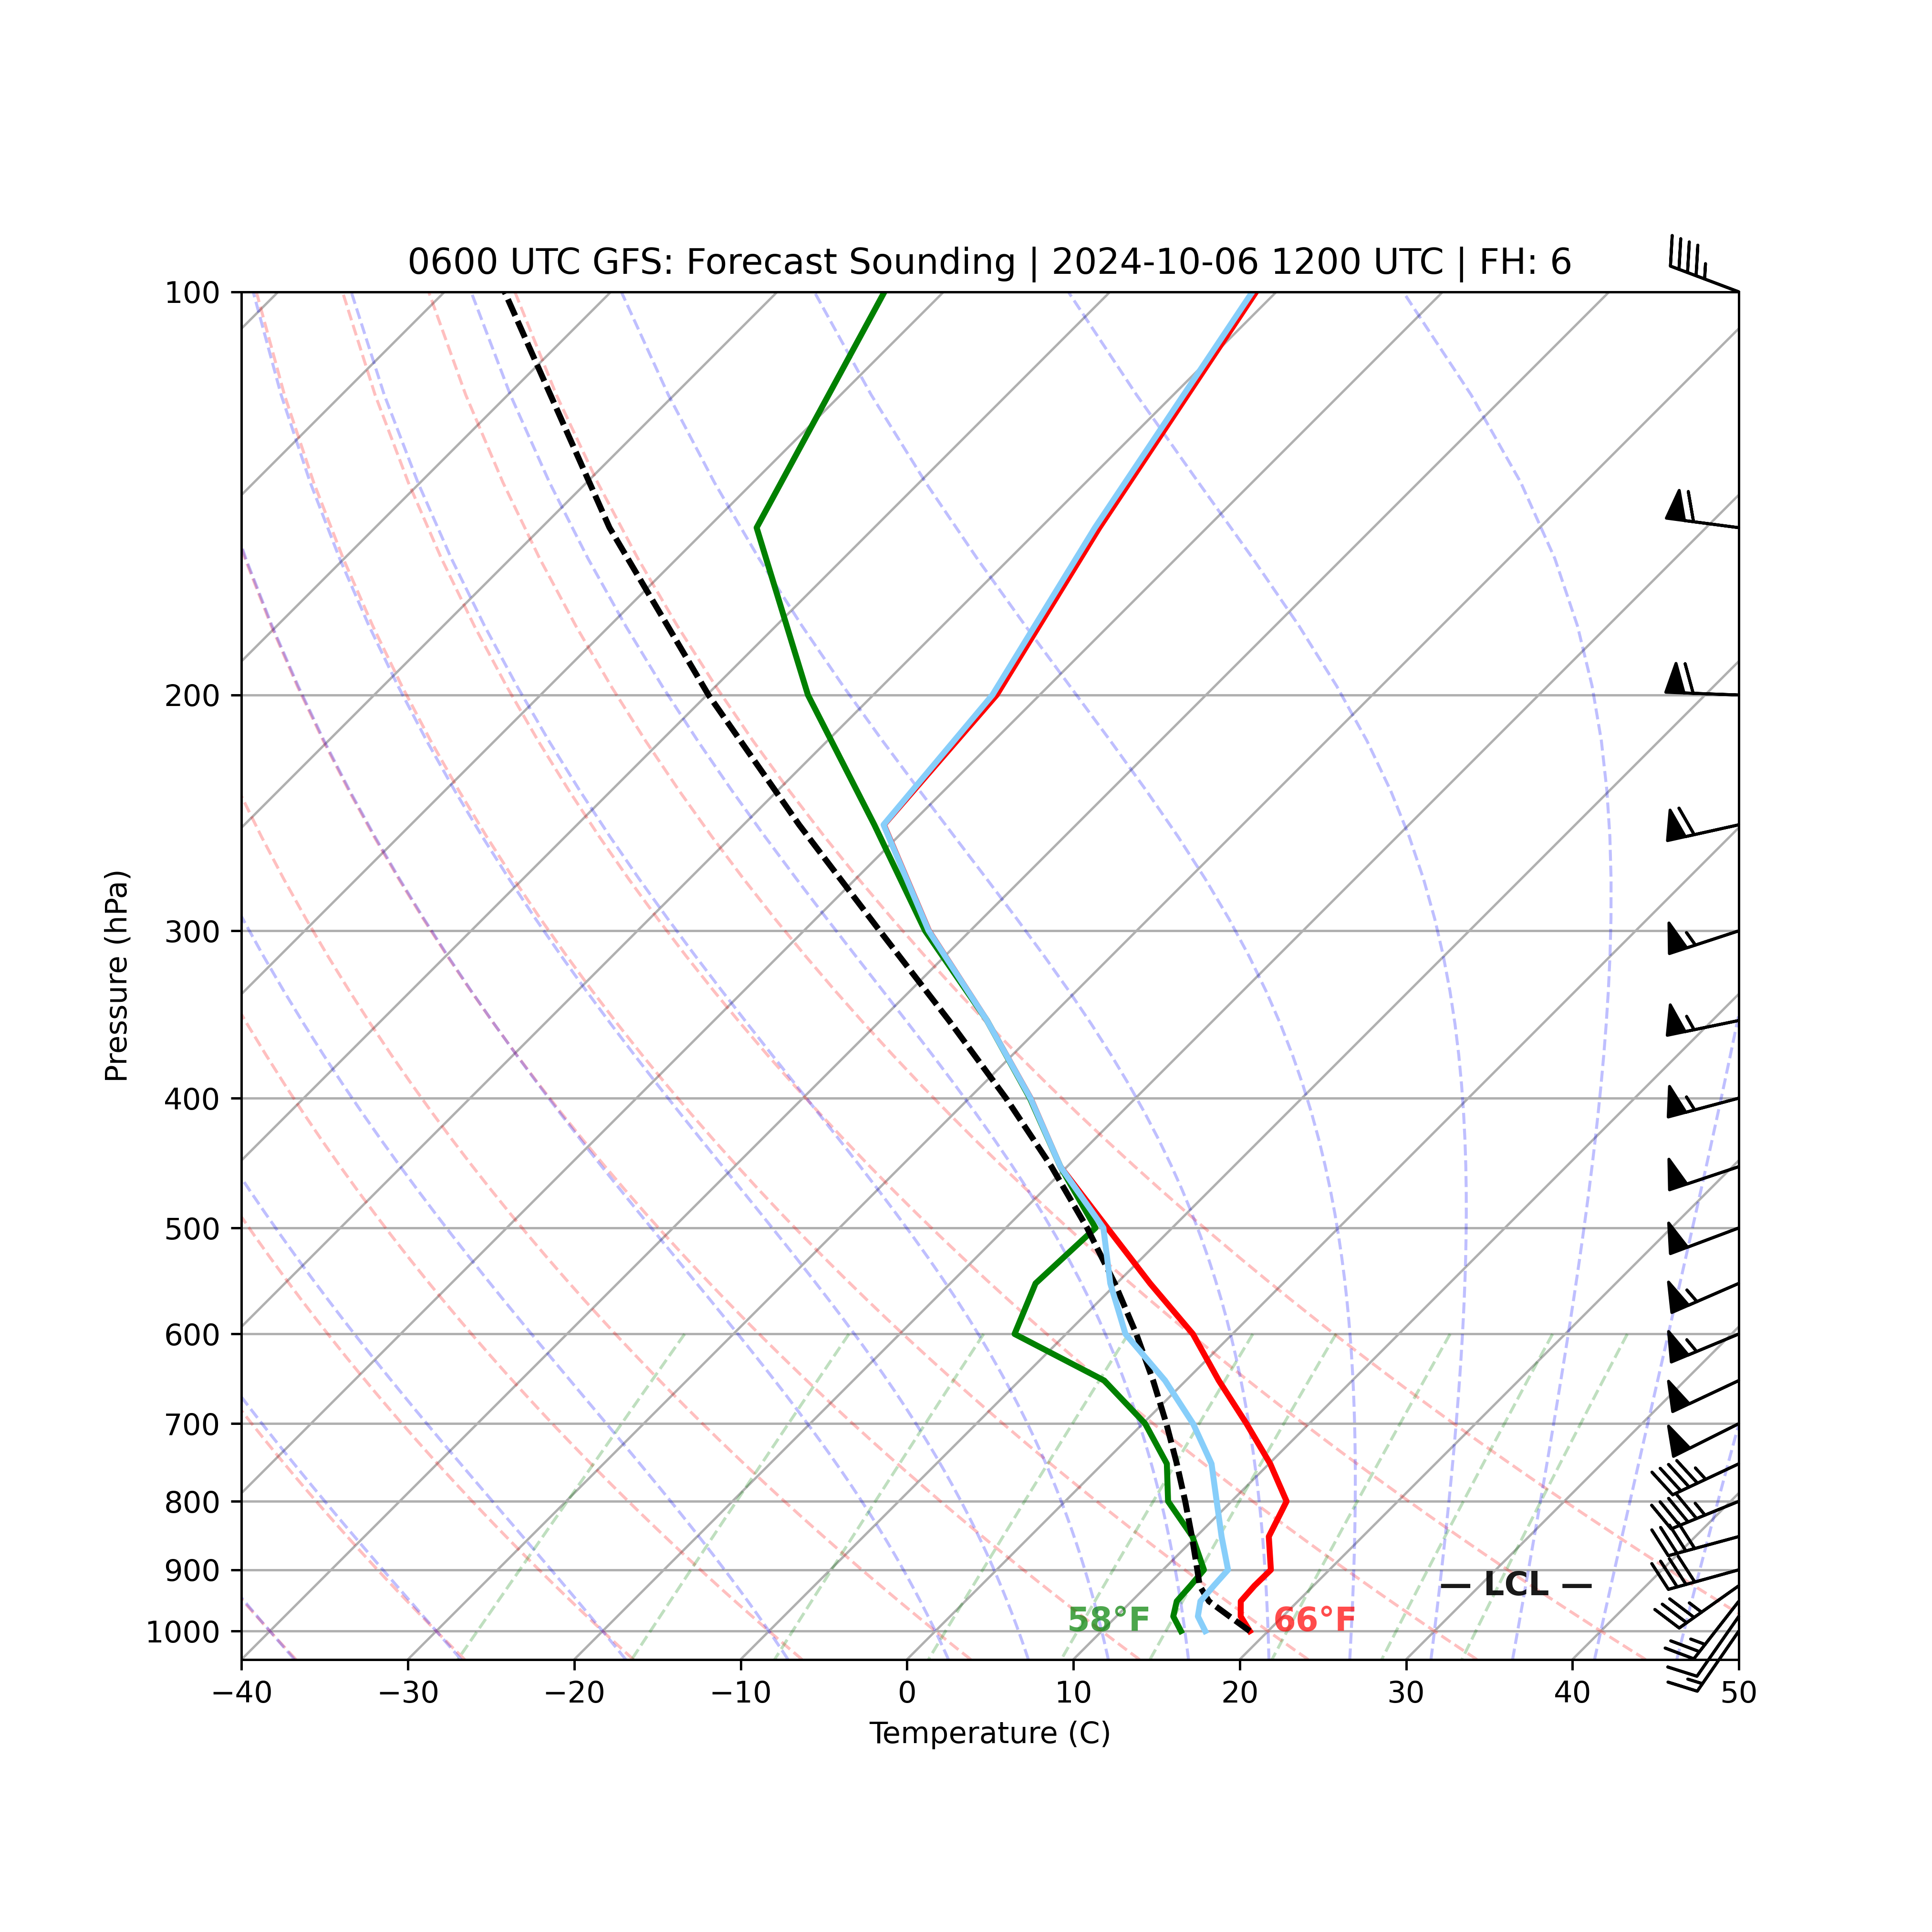 0600 UTC GFS: Forecast Sounding | 2024-10-06 1200 UTC | FH: 6
100
200
300
400
500
600
700
800
900
1000
Pressure (hPa)
— LCL —
58°F
66°F
−40 −30 −20 −10 0 10 20 30 40 50
Temperature (C)